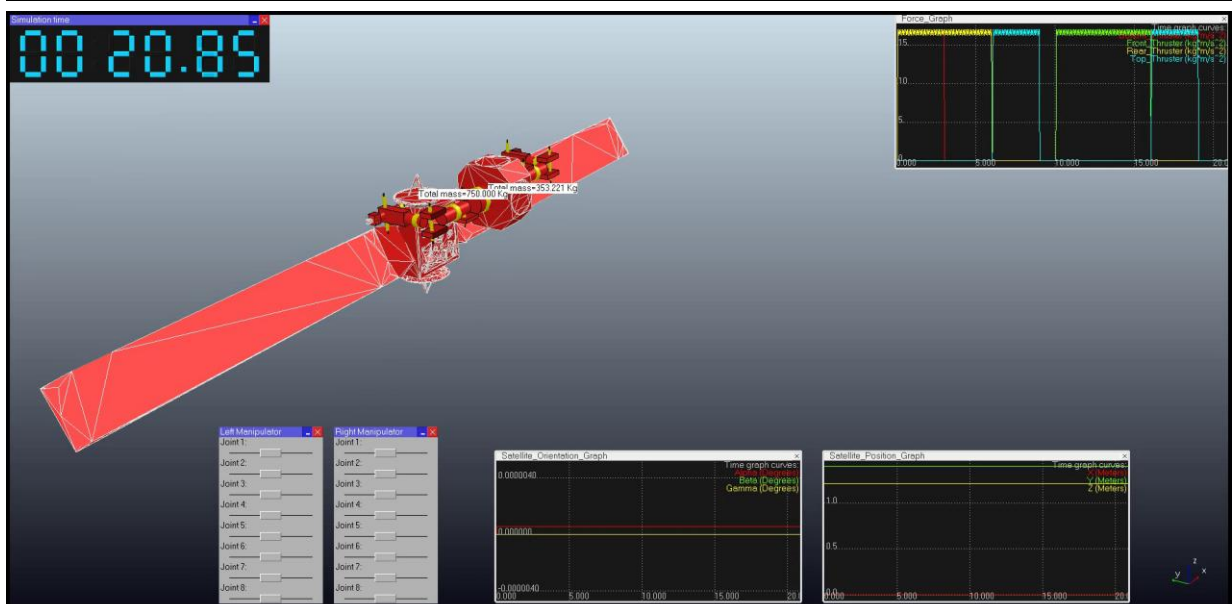 Simulation time
00 20.85
Force_Graph
Time graph curves:
Front_Thruster (kg*m/s^2)
Rear_Thruster (kg*m/s^2)
Top_Thruster (kg*m/s^2)
15.
10.
5.
0.000 5.000 10.000 15.000 20.0
Total mass=750.000 Kg
Total mass=353.221 Kg
Left Manipulator
Joint 1:
Joint 2:
Joint 3:
Joint 4:
Joint 5:
Joint 6:
Joint 7:
Joint 8:
Right Manipulator
Joint 1:
Joint 2:
Joint 3:
Joint 4:
Joint 5:
Joint 6:
Joint 7:
Joint 8:
Satellite_Orientation_Graph
Time graph curves:
Alpha (Degrees)
Beta (Degrees)
Gamma (Degrees)
0.0000040
0.000000
-0.0000040
0.000 5.000 10.000 15.000 20.0
Satellite_Position_Graph
Time graph curves:
X (Meters)
Y (Meters)
Z (Meters)
1.0
0.5
0.0
0.000 5.000 10.000 15.000 20.0
z
y x